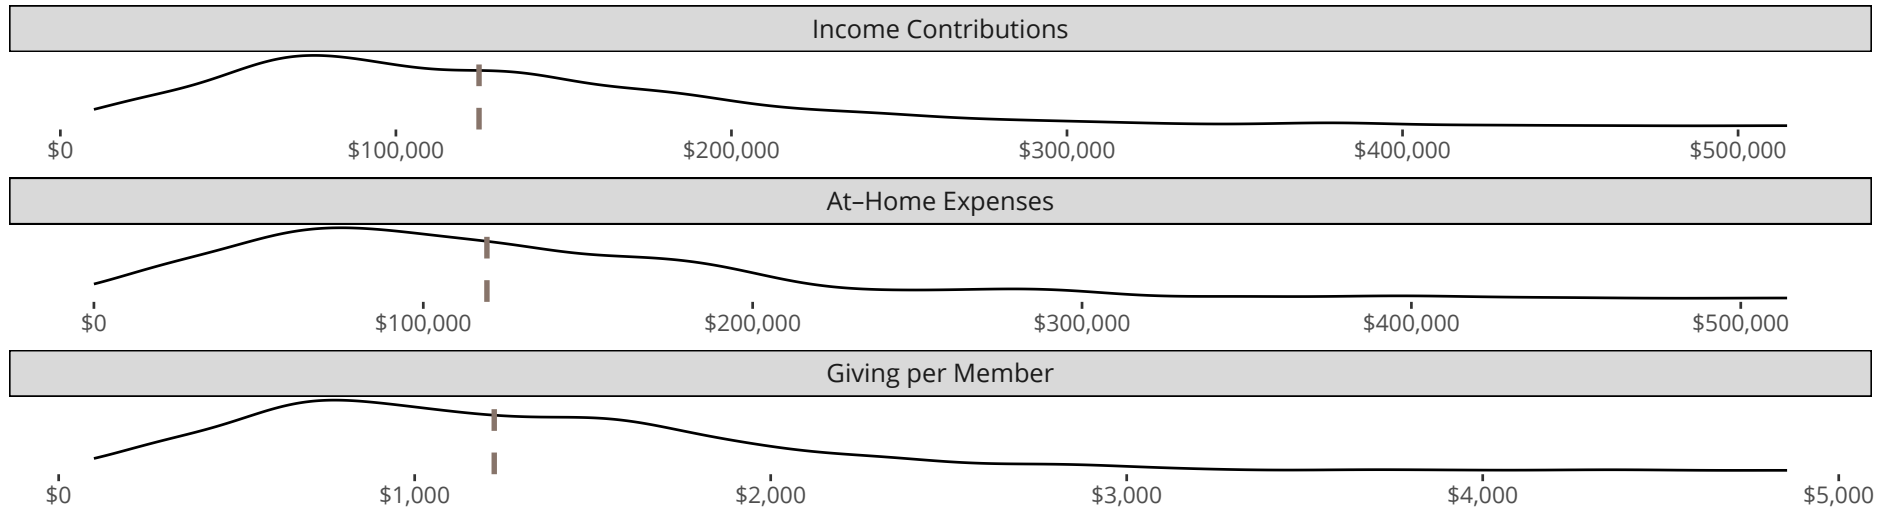 Income Contributions
$0 $100,000 $200,000 $300,000 $400,000 $500,000
At–Home Expenses
$0 $100,000 $200,000 $300,000 $400,000 $500,000
Giving per Member
$0 $1,000 $2,000 $3,000 $4,000 $5,000